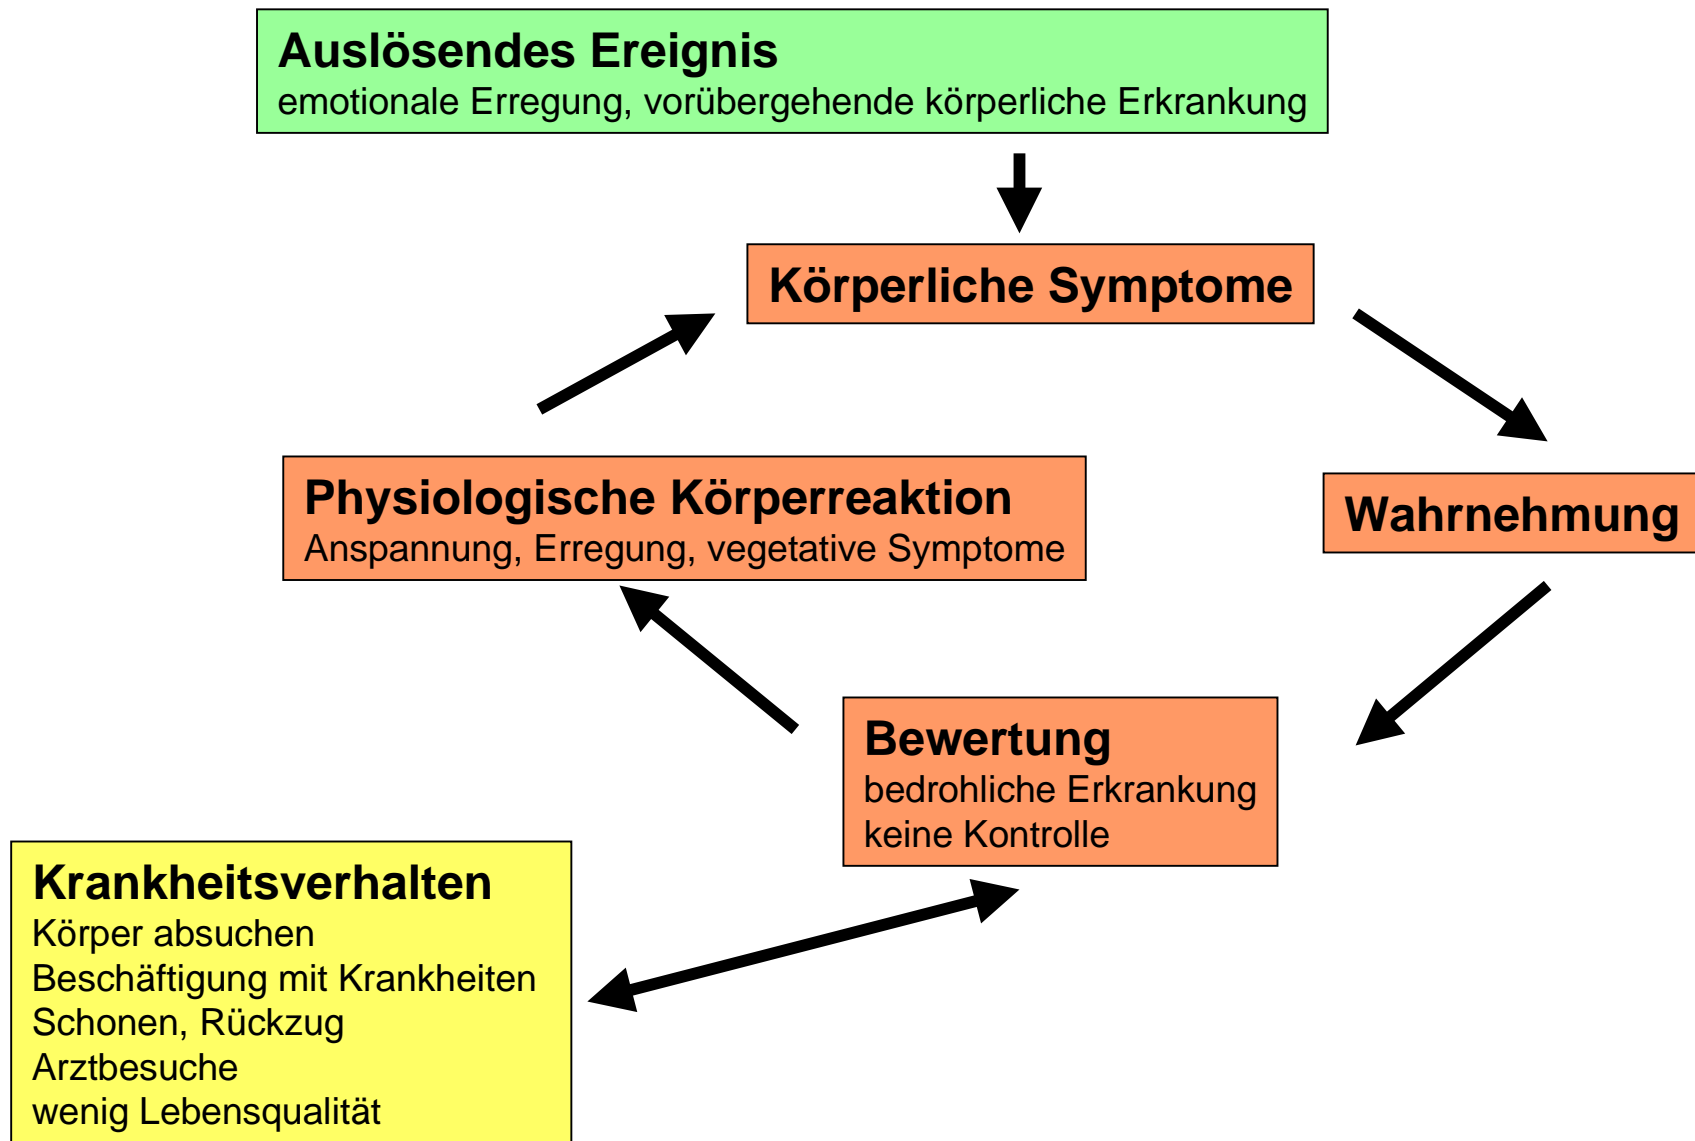 Auslösendes Ereignis
emotionale Erregung, vorübergehende körperliche Erkrankung
Körperliche Symptome
Physiologische Körperreaktion
Anspannung, Erregung, vegetative Symptome
Wahrnehmung
Bewertung
bedrohliche Erkrankung
keine Kontrolle
Krankheitsverhalten
Körper absuchen
Beschäftigung mit Krankheiten
Schonen, Rückzug
Arztbesuche
wenig Lebensqualität